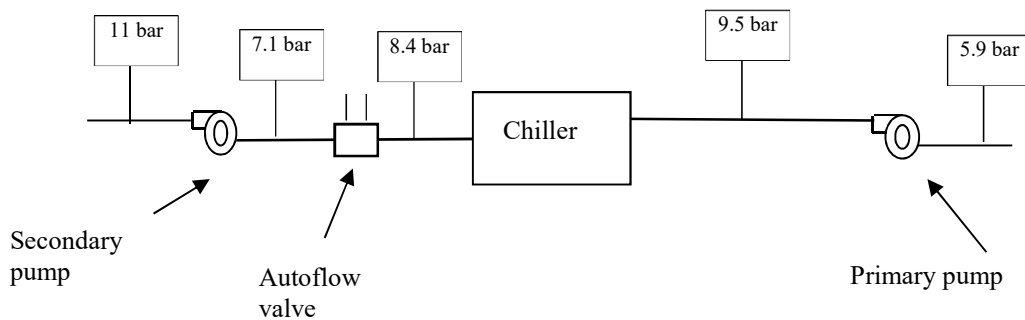 11 bar
7.1 bar
8.4 bar
9.5 bar
5.9 bar
Chiller
Secondary
pump
Autoflow
valve
Primary pump